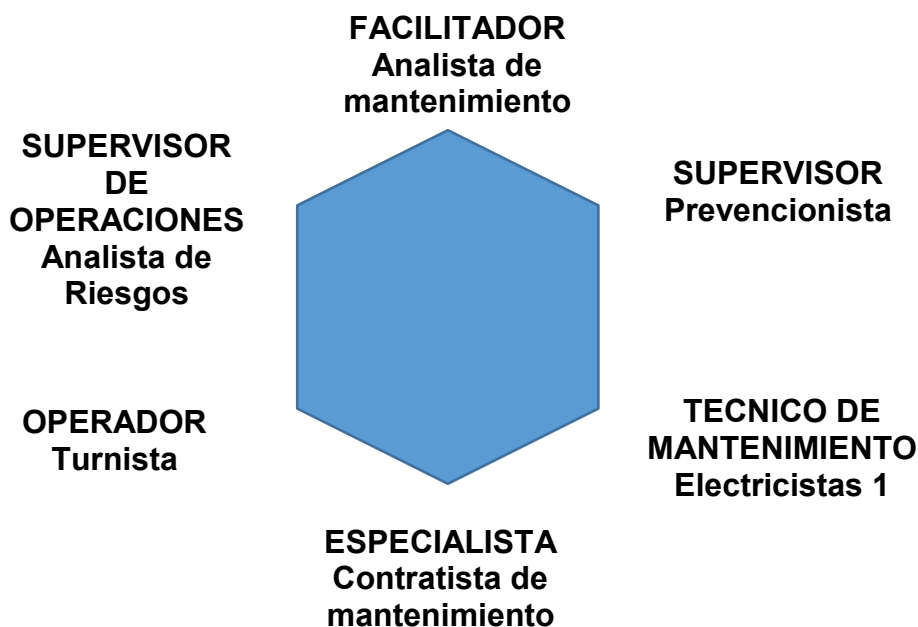 FACILITADOR
Analista de
mantenimiento
SUPERVISOR
DE
OPERACIONES
Analista de
Riesgos
SUPERVISOR
Prevencionista
OPERADOR
Turnista
TECNICO DE
MANTENIMIENTO
Electricistas 1
ESPECIALISTA
Contratista de
mantenimiento